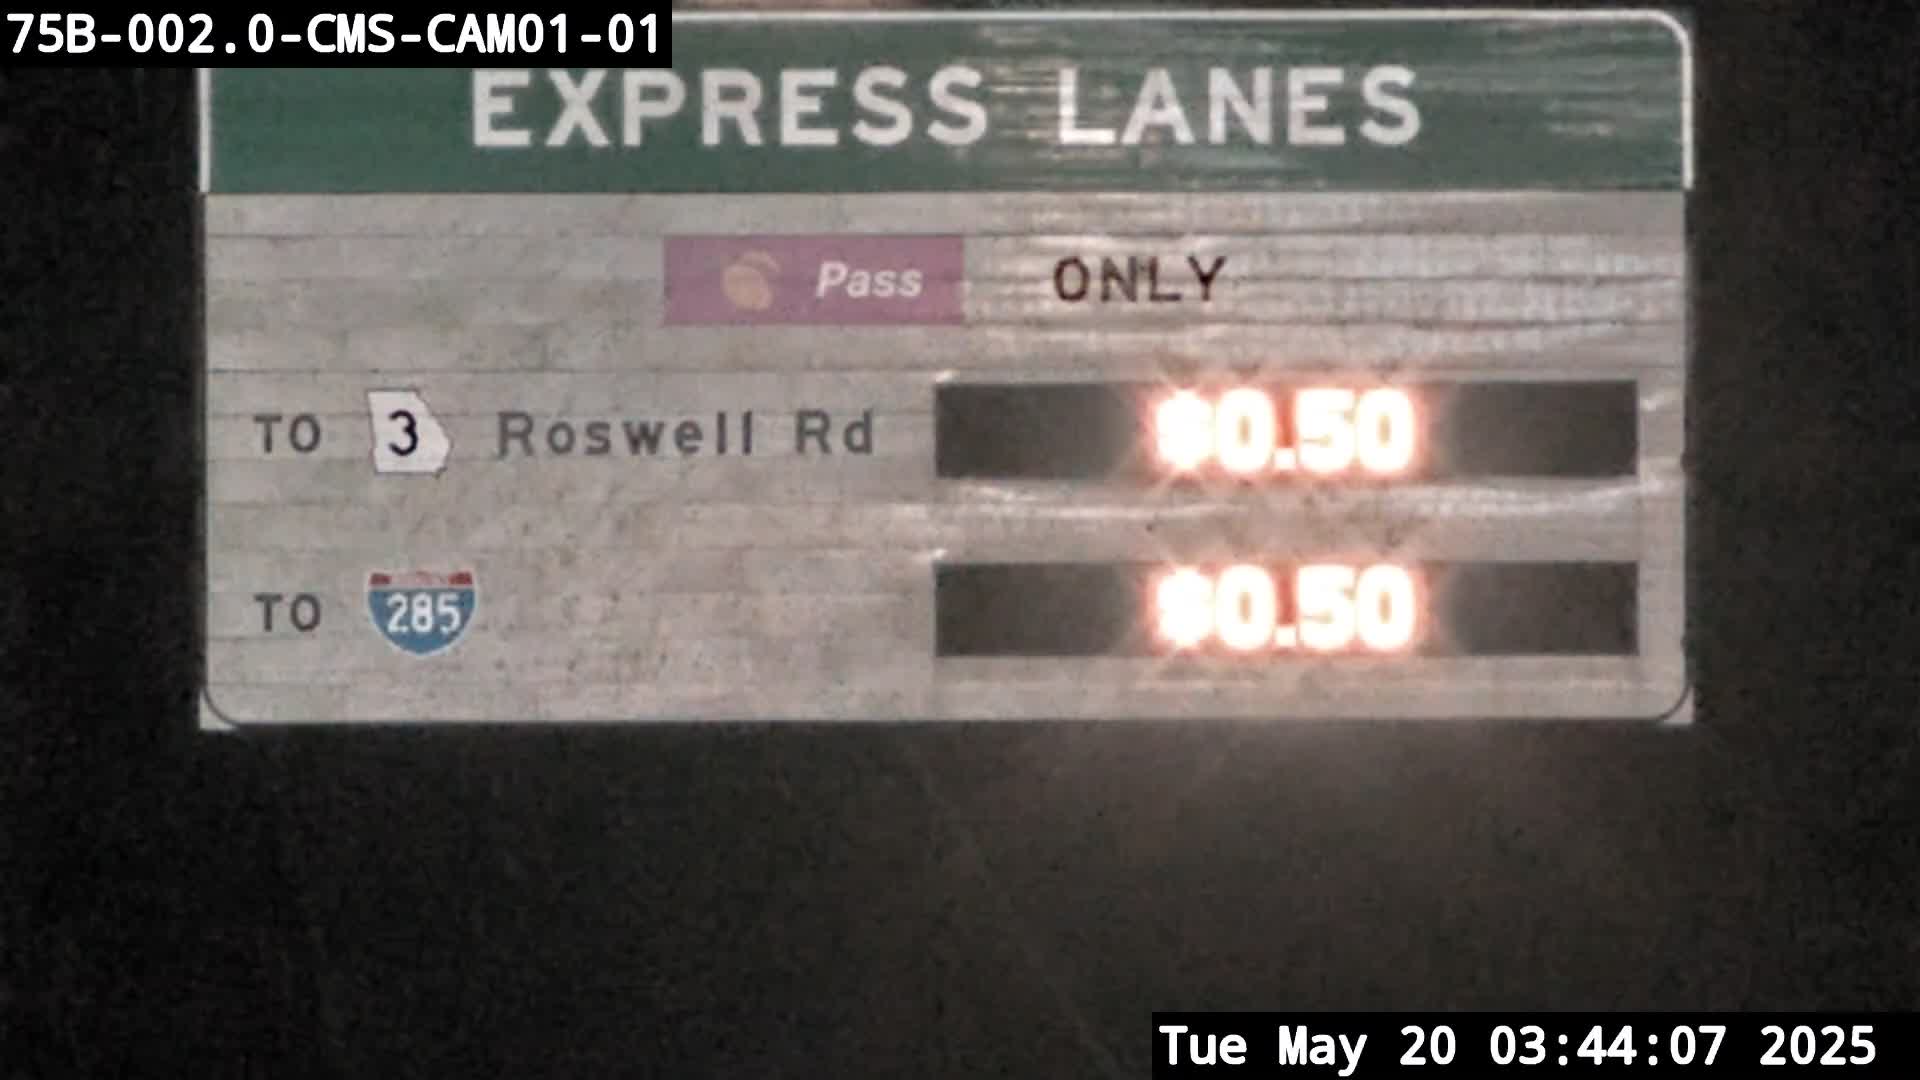 75B-002.0-CMS-CAM01-01
EXPRESS LANES
Pass ONLY
TO 3 Roswell Rd $0.50
TO 285 $0.50
Tue May 20 03:44:07 2025